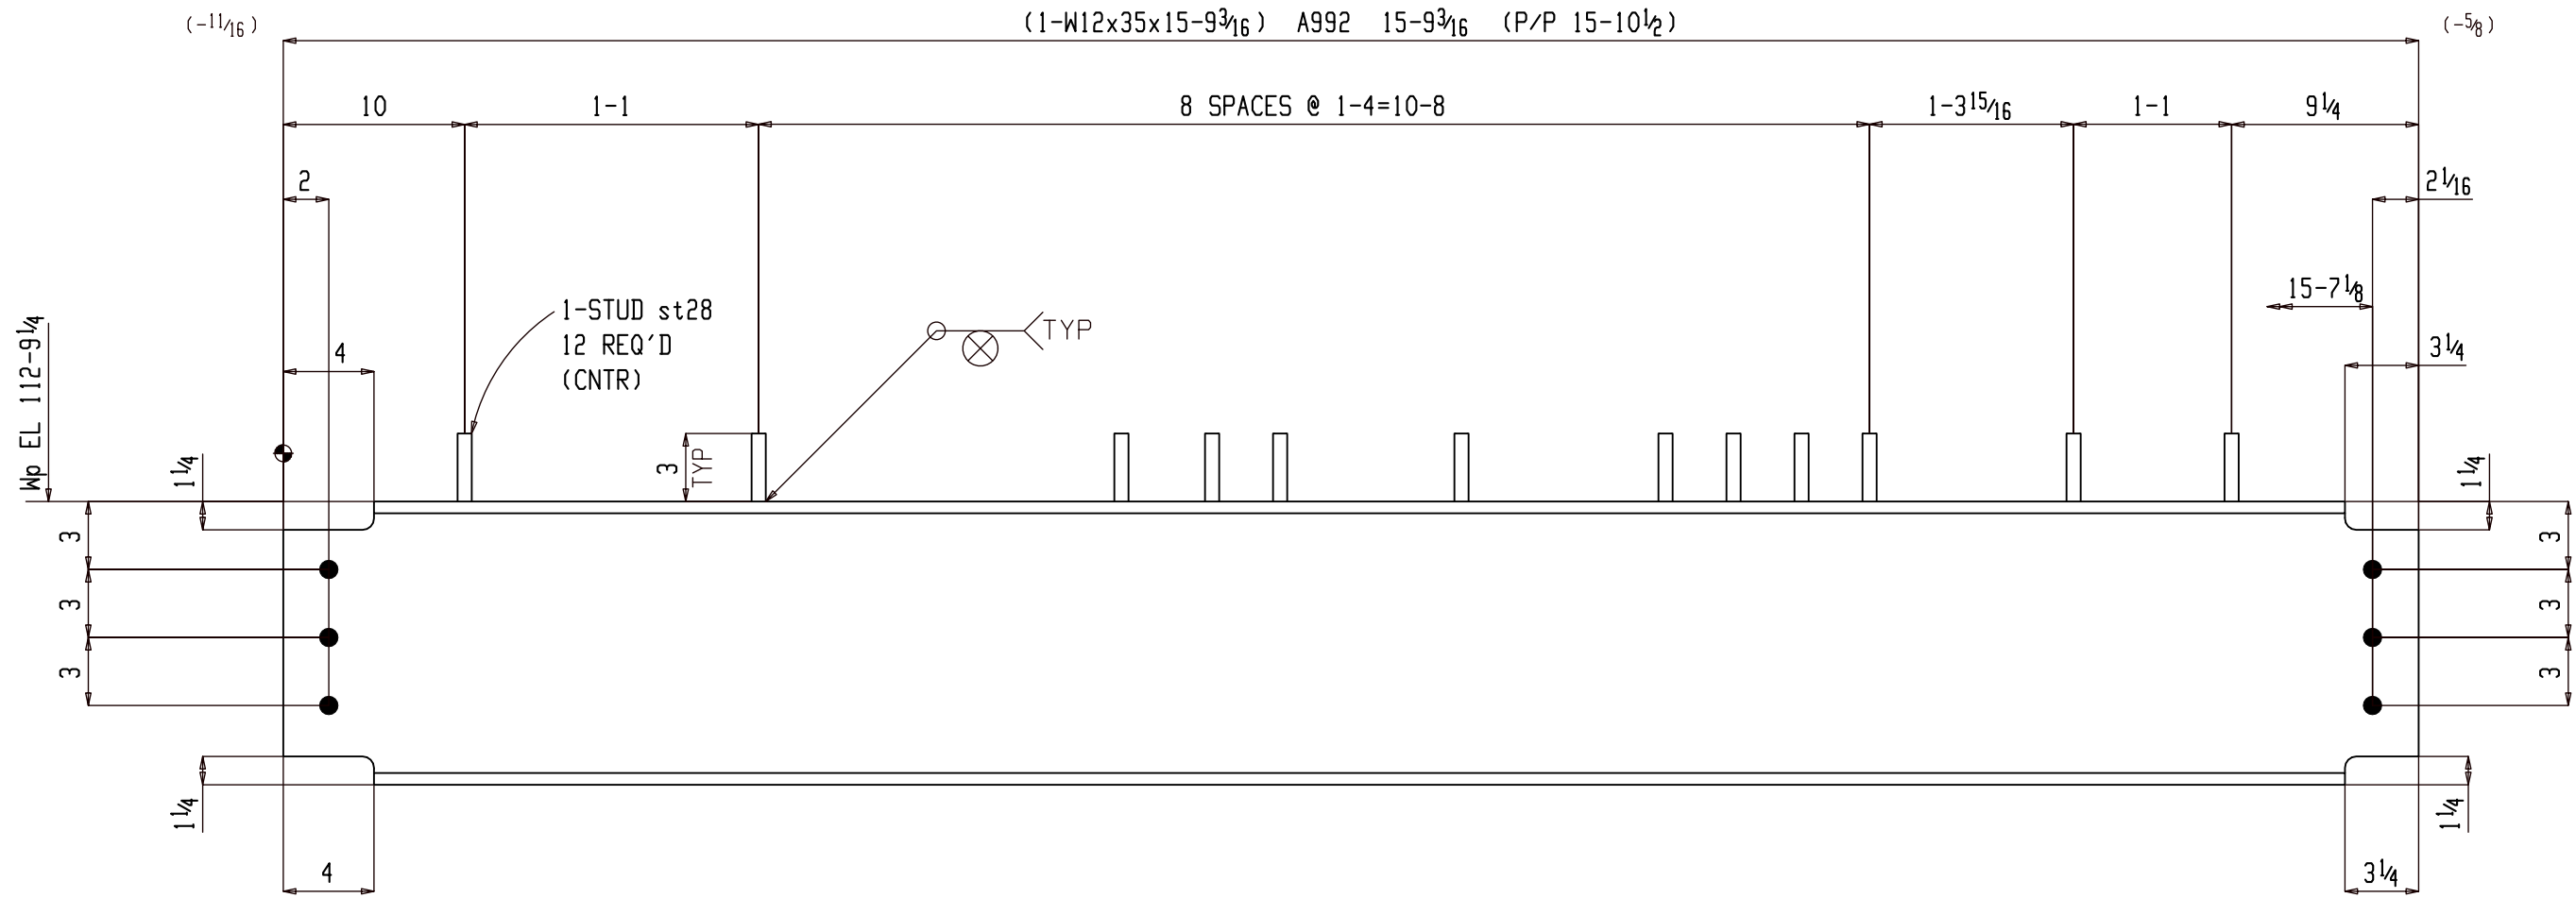 (-11/16) (1-W12x35x15-9 3/16) A992 15-9 3/16 (P/P 15-10 1/2) (-5/8)
10 1-1 8 SPACES @ 1-4=10-8 1-3 15/16 1-1 9 1/4
2 2 1/16
15-7 1/8
1-STUD st28
12 REQ'D
(CNTR)
TYP
4 3 1/4
Wp EL 112-9 1/4
1 1/4 3 TYP 1 1/4
3 3
3 3
3 3
1 1/4 1 1/4
4 3 1/4